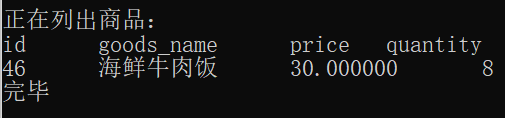 正在列出商品：
id goods_name price quantity
46 海鲜牛肉饭 30.000000 8
完毕